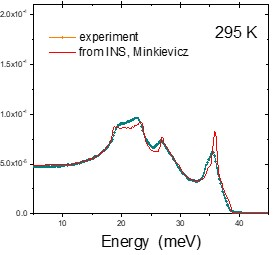 2.0x10⁻⁴
295 K
experiment
from INS, Minkievicz
1.5x10⁻⁴
1.0x10⁻⁴
5.0x10⁻⁵
0.0
10 20 30 40
Energy (meV)